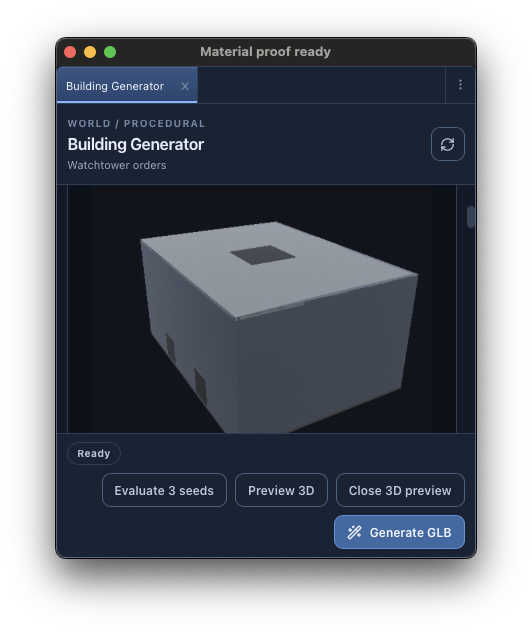 Material proof ready
Building Generator
WORLD / PROCEDURAL
Building Generator
Watchtower orders
Ready
Evaluate 3 seeds
Preview 3D
Close 3D preview
Generate GLB